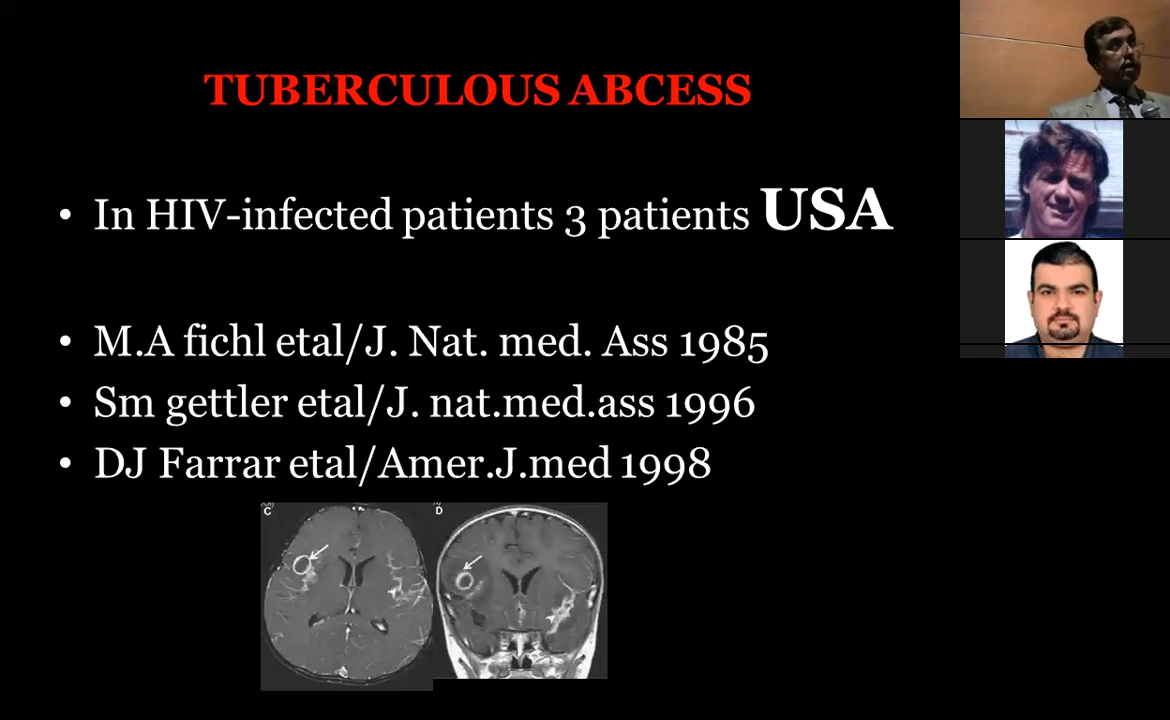 TUBERCULOUS ABCESS
• In HIV-infected patients 3 patients USA
• M.A fichl etal/J. Nat. med. Ass 1985
• Sm gettler etal/J. nat.med.ass 1996
• DJ Farrar etal/Amer.J.med 1998
C
D